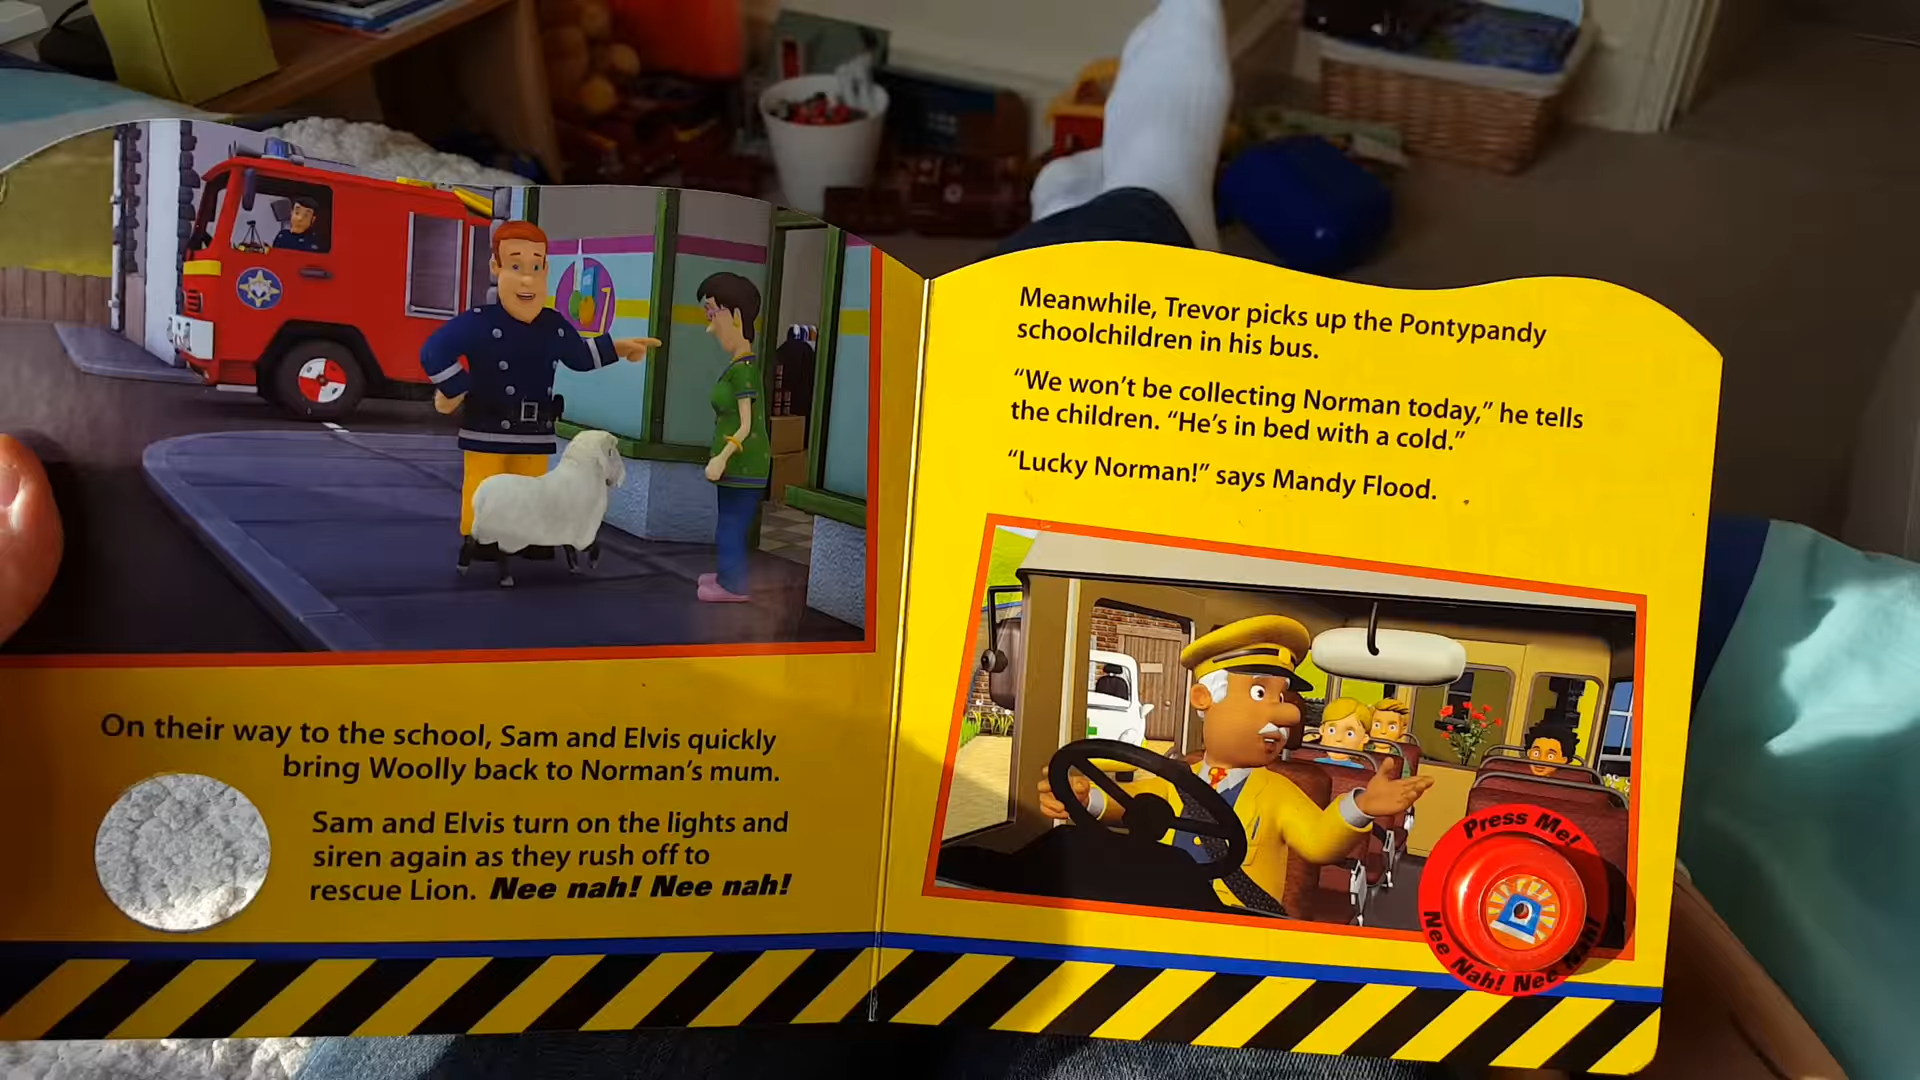 On their way to the school, Sam and Elvis quickly
bring Woolly back to Norman's mum.
Sam and Elvis turn on the lights and
siren again as they rush off to
rescue Lion. Nee nah! Nee nah!
Meanwhile, Trevor picks up the Pontypandy
schoolchildren in his bus.
“We won't be collecting Norman today,” he tells
the children. “He's in bed with a cold.”
“Lucky Norman!” says Mandy Flood.
Press Me!
Nee Nah! Nee Nah!